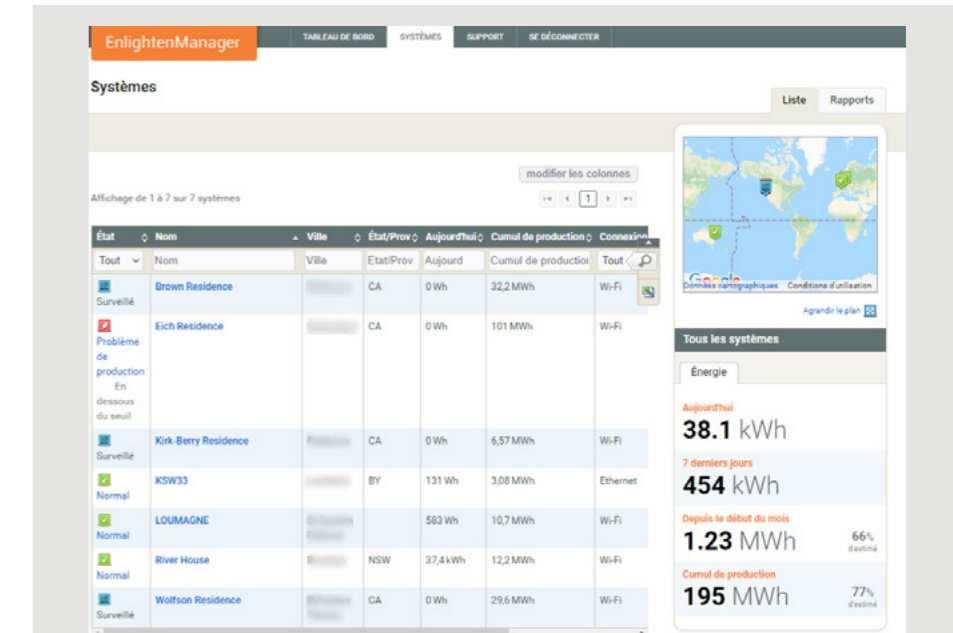 EnlightenManager
TABLEAU DE BORD
SYSTÈMES
SUPPORT
SE DÉCONNECTER
Systèmes
Liste
Rapports
modifier les colonnes
Affichage de 1 à 7 sur 7 systèmes
1
État Nom Ville État/Prov Aujourd'hui Cumul de production Connexion
Tout Nom Ville Etat/Prov Aujourd Cumul de production Tout
Surveillé Brown Residence CA 0 Wh 32,2 MWh Wi-Fi
Problème de production En dessous du seuil Eich Residence CA 0 Wh 101 MWh Wi-Fi
Surveillé Kirk-Berry Residence CA 0 Wh 6,57 MWh Wi-Fi
Normal KSW33 BY 131 Wh 3,08 MWh Ethernet
Normal LOUMAGNE 583 Wh 10,7 MWh Wi-Fi
Normal River House NSW 37,4 kWh 12,2 MWh Wi-Fi
Surveillé Wolfson Residence CA 0 Wh 29,6 MWh Wi-Fi
Google
Données cartographiques Conditions d'utilisation
Agrandir le plan
Tous les systèmes
Énergie
Aujourd'hui
38.1 kWh
7 derniers jours
454 kWh
Depuis le début du mois
1.23 MWh 66% d'estimé
Cumul de production
195 MWh 77% d'estimé